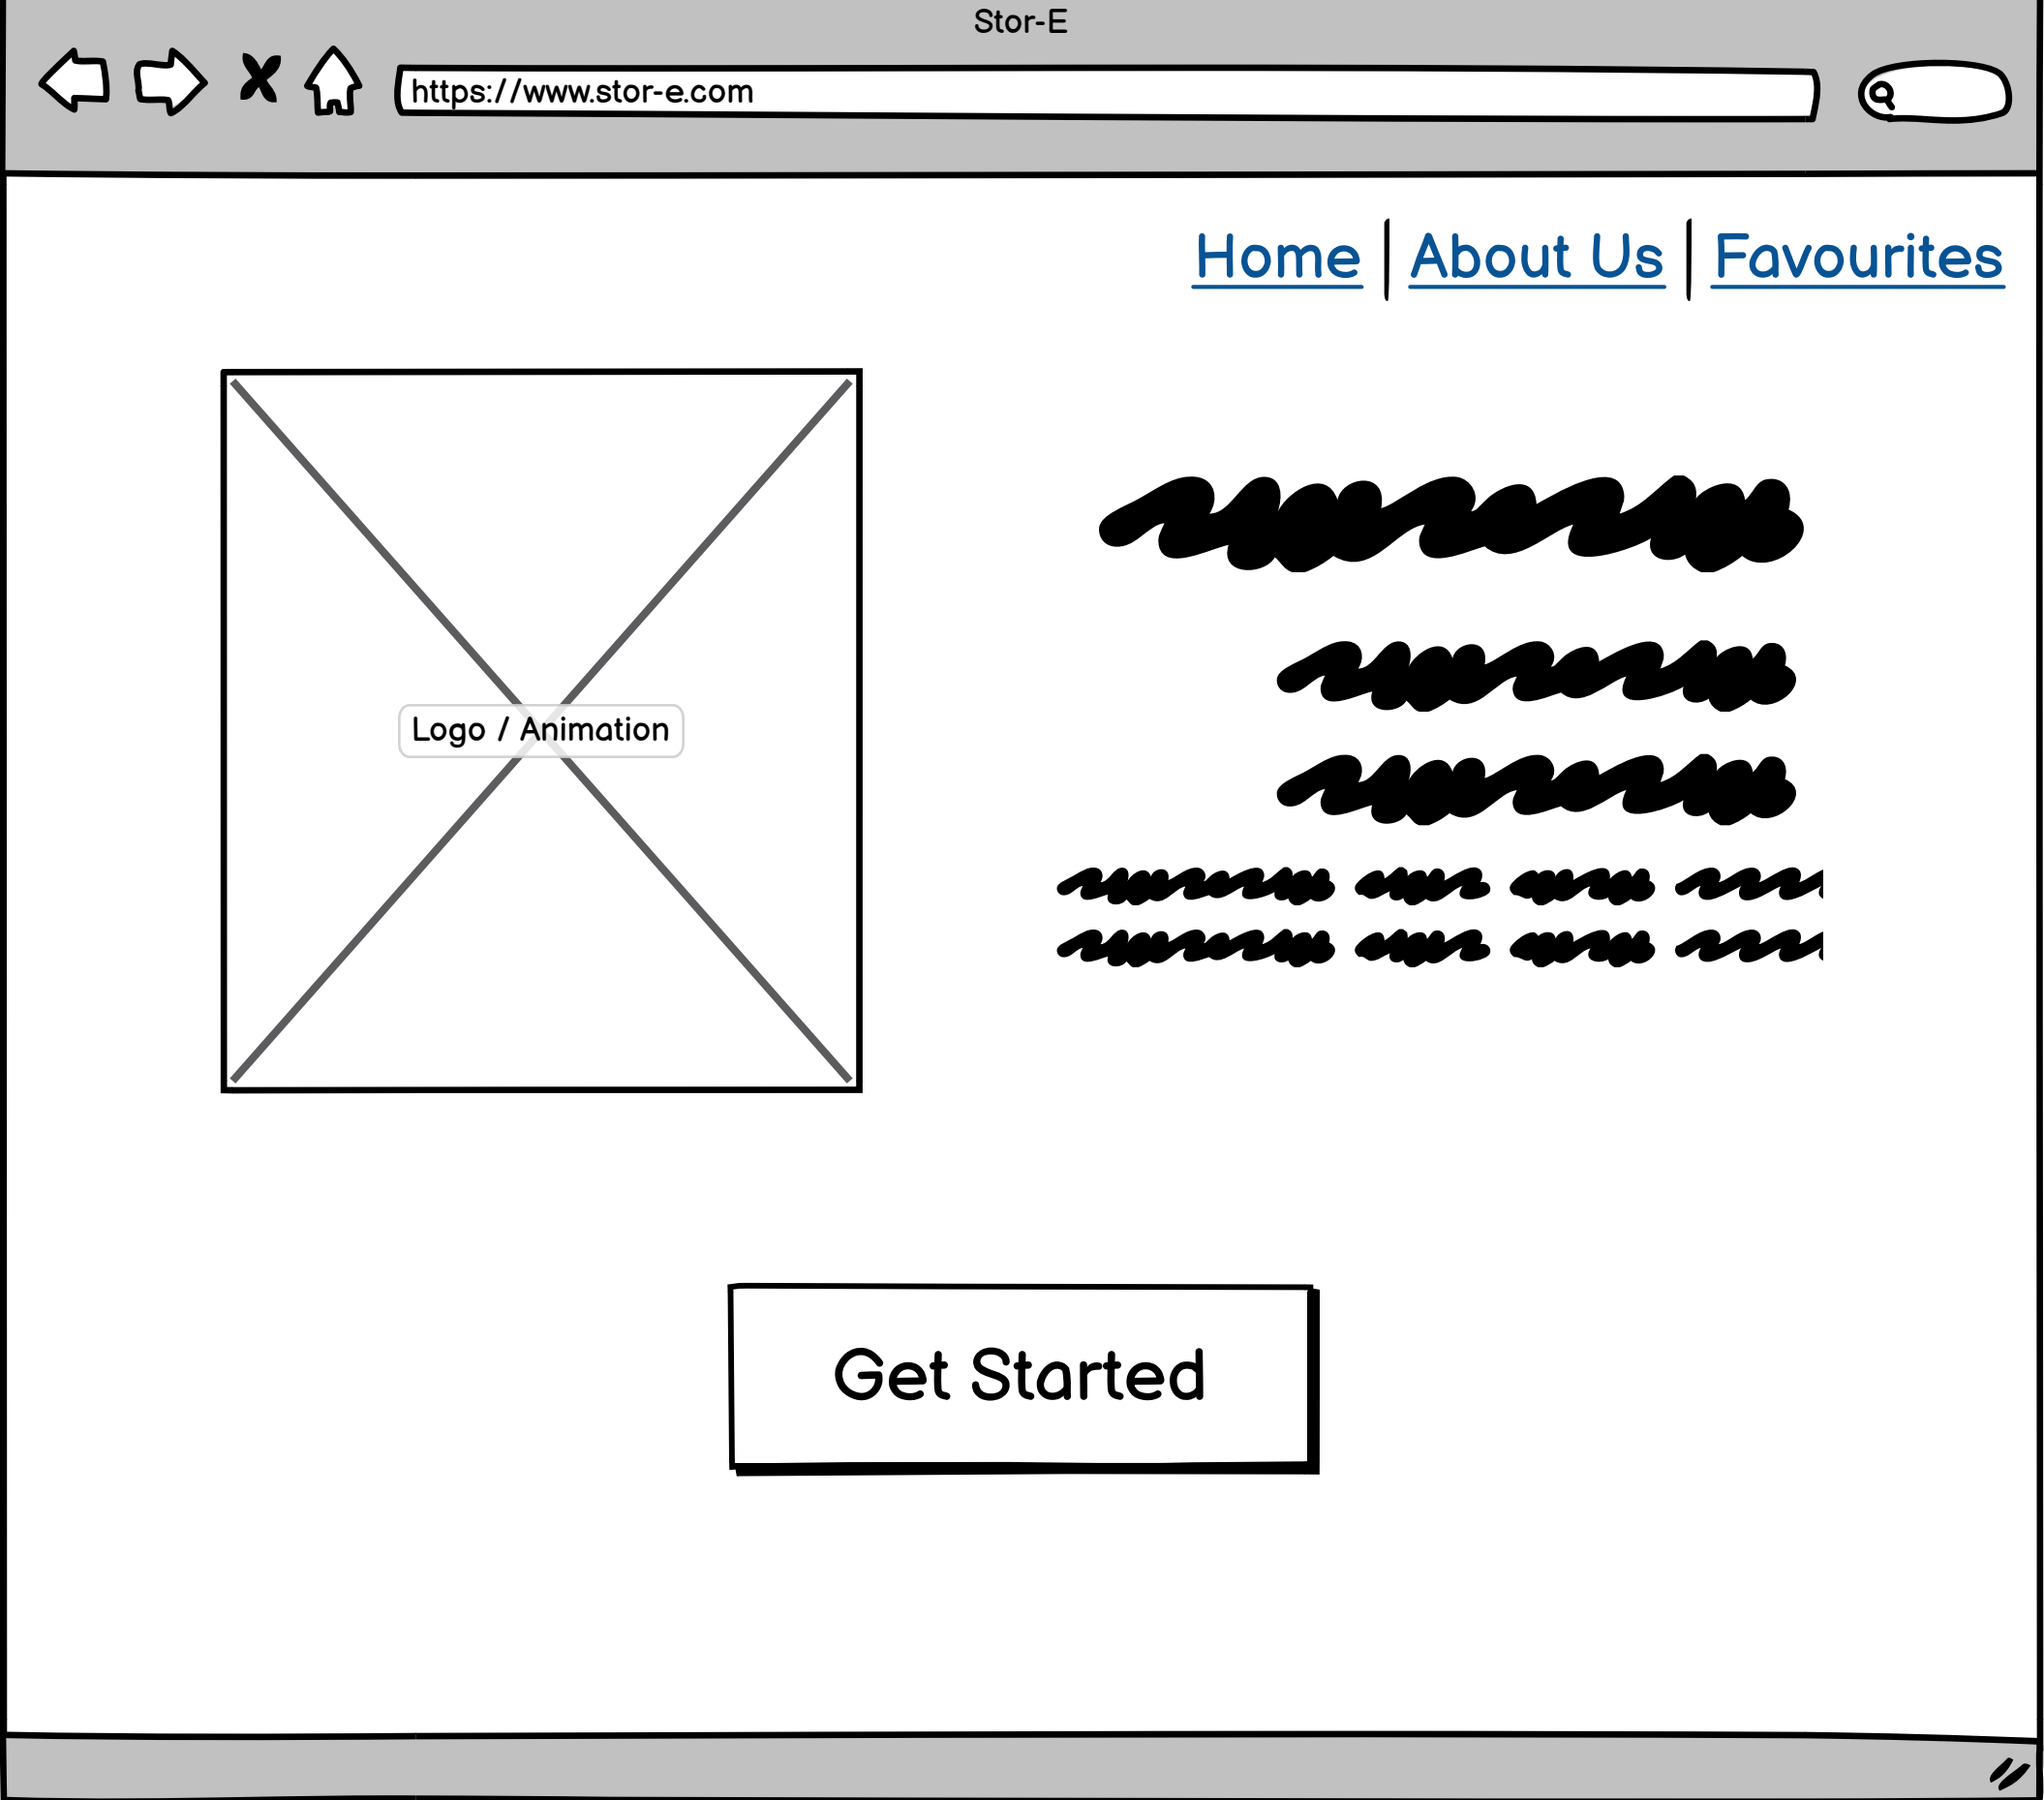 Stor-E
https://www.stor-e.com
Home | About Us | Favourites
Logo / Animation
Get Started